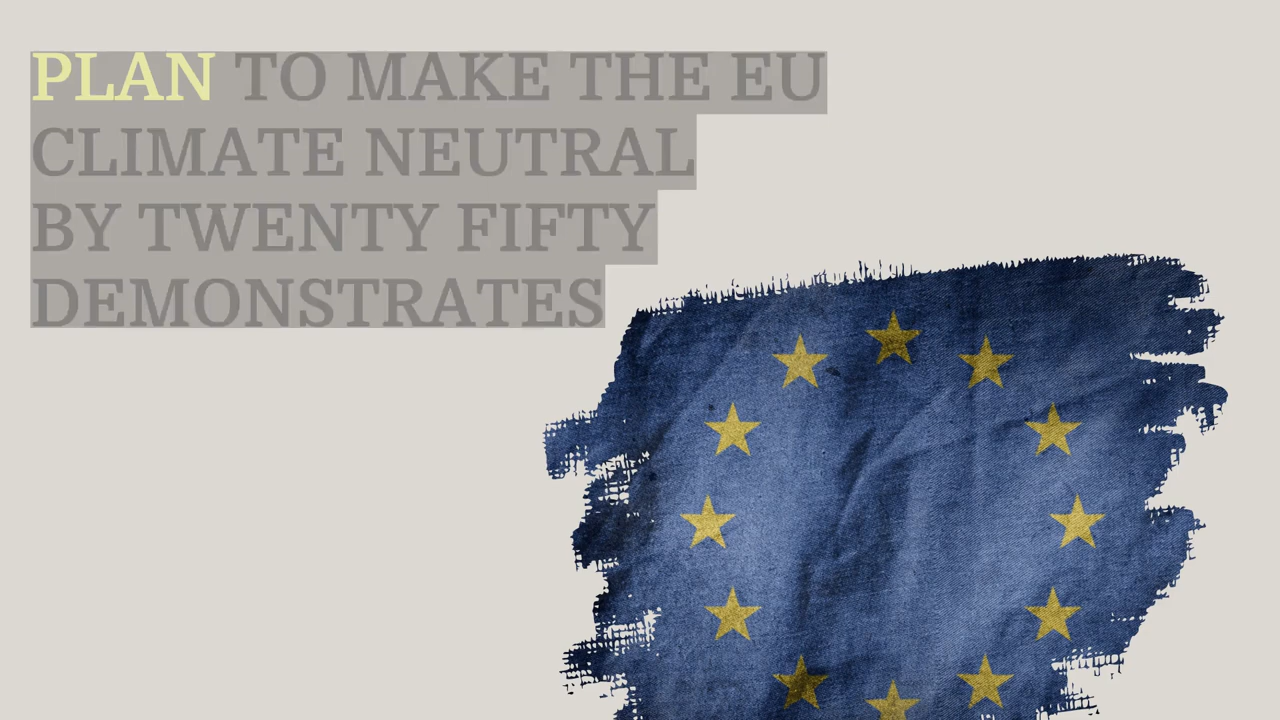 PLAN TO MAKE THE EU
CLIMATE NEUTRAL
BY TWENTY FIFTY
DEMONSTRATES